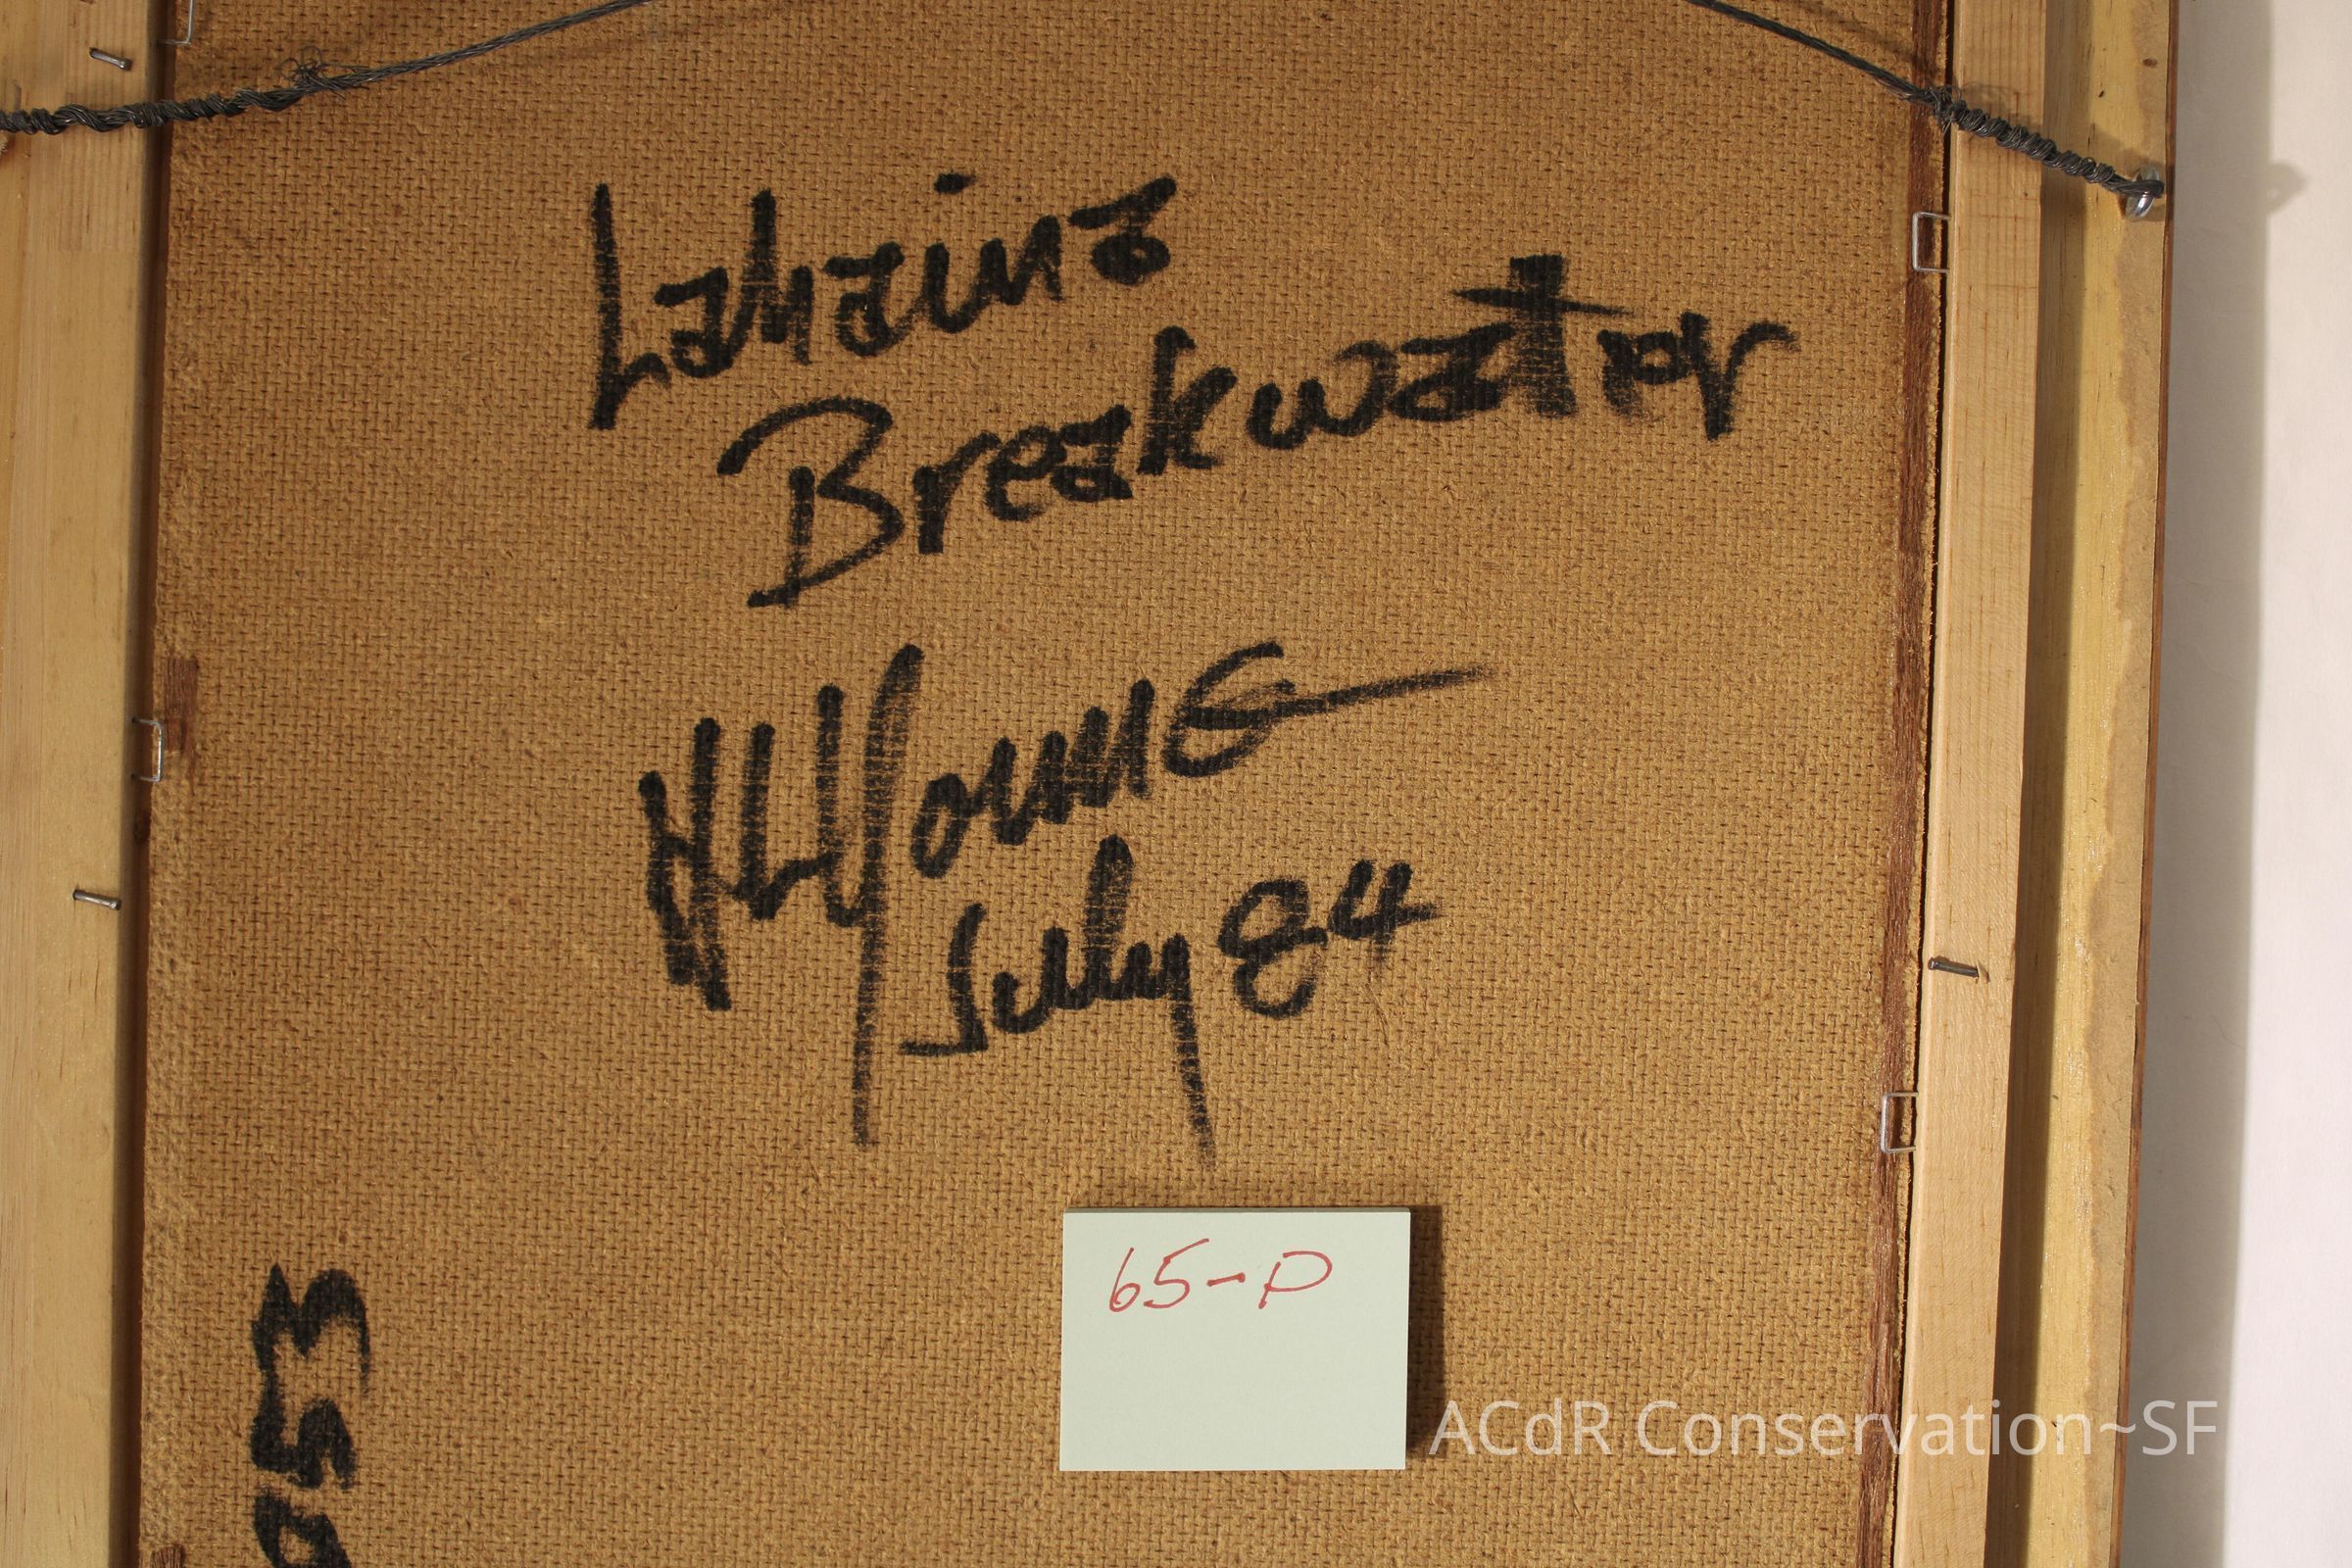 Lahaina
Breakwater
H Y Young
July 84
65-P
ACdR Conservation~SF